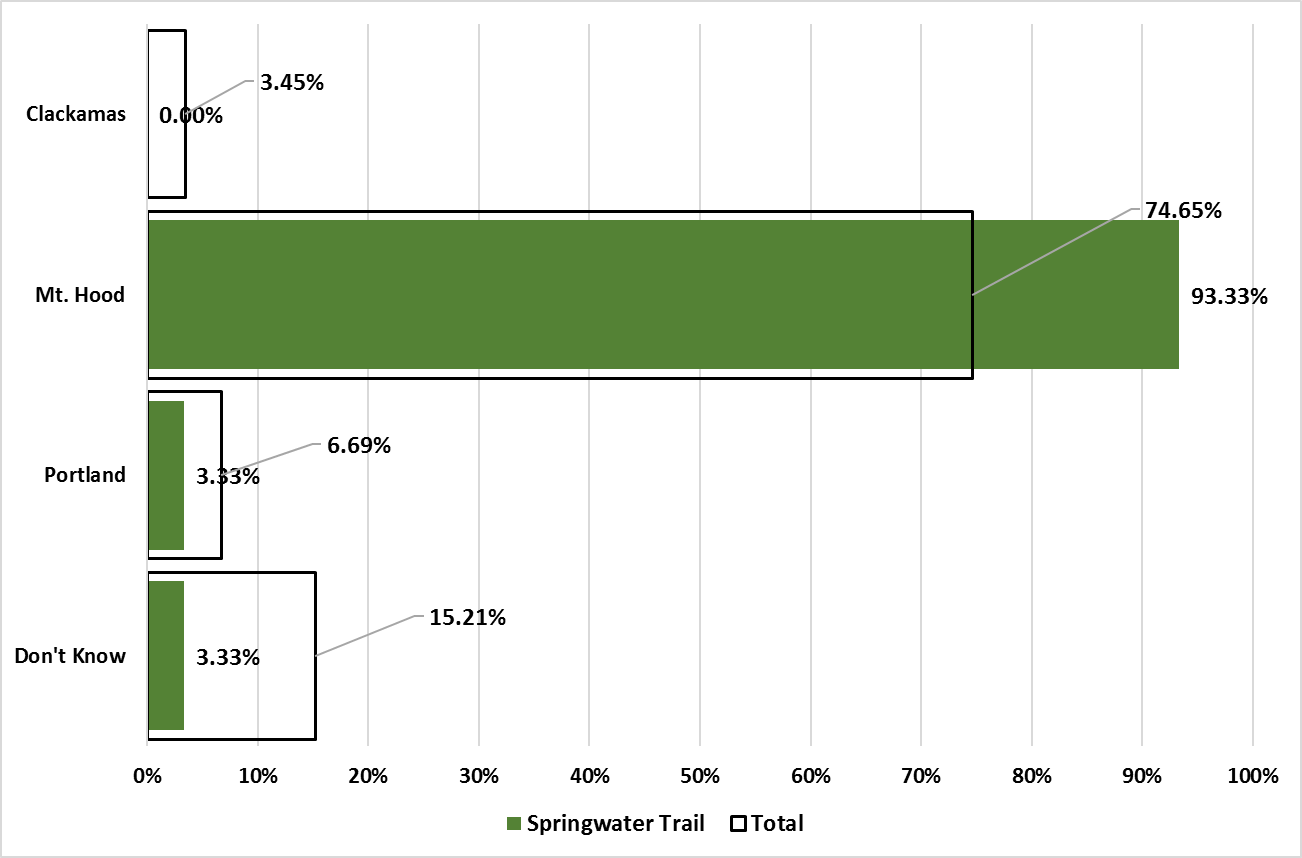 3.45%
Clackamas
0.00%
74.65%
Mt. Hood
93.33%
6.69%
Portland
3.33%
15.21%
Don't Know
3.33%
0% 10% 20% 30% 40% 50% 60% 70% 80% 90% 100%
Springwater Trail Total